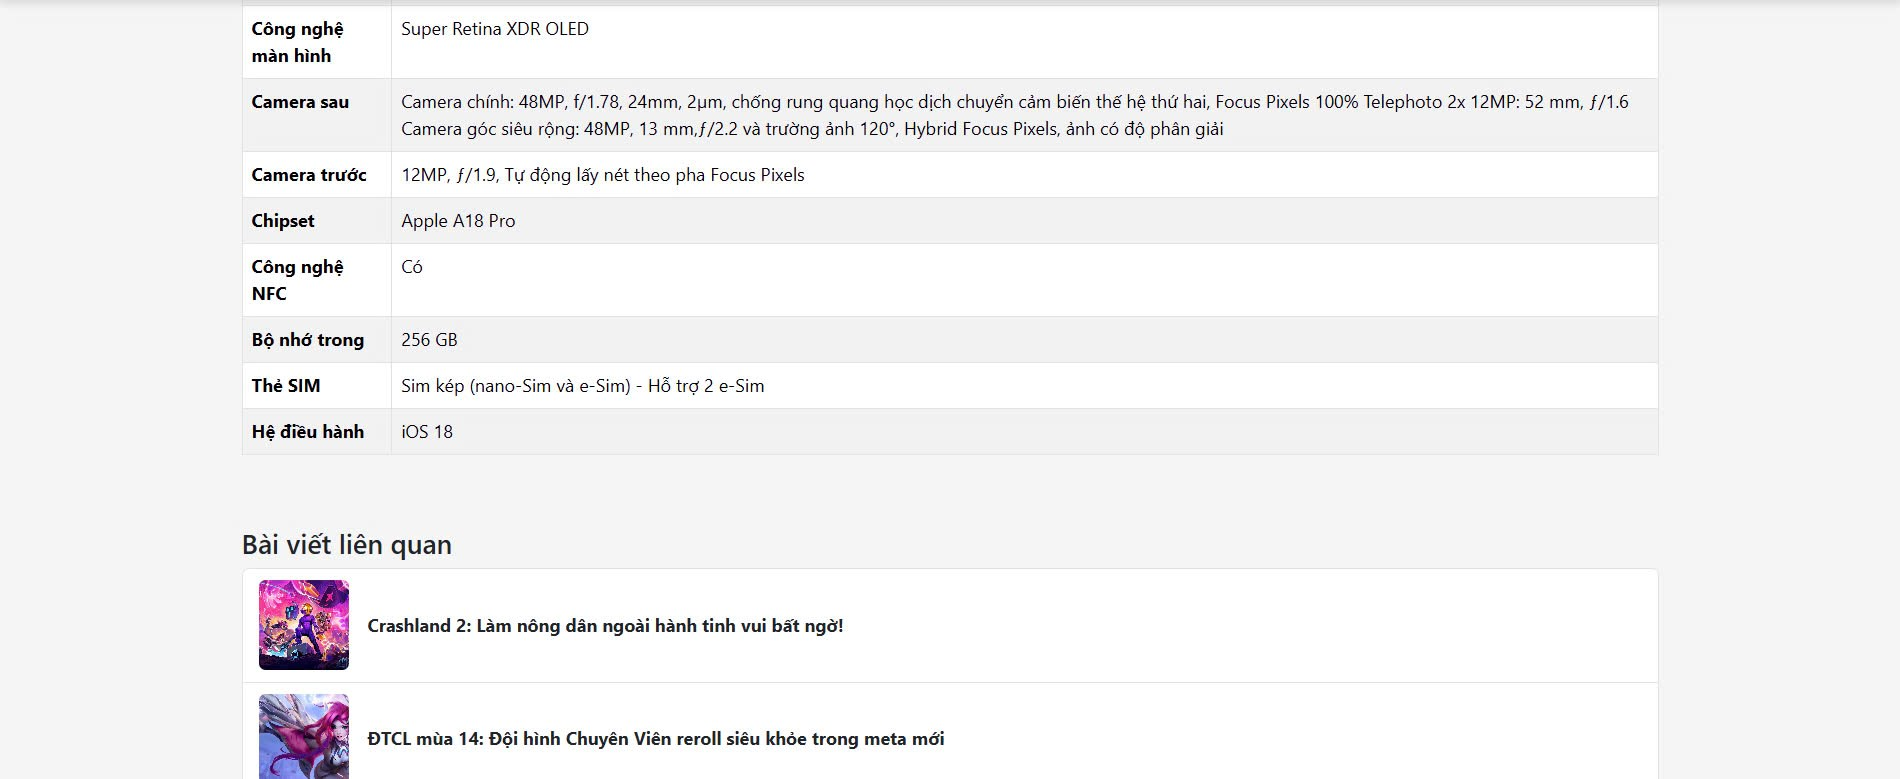 Công nghệ
màn hình
Super Retina XDR OLED
Camera sau
Camera chính: 48MP, f/1.78, 24mm, 2µm, chống rung quang học dịch chuyển cảm biến thế hệ thứ hai, Focus Pixels 100% Telephoto 2x 12MP: 52 mm, ƒ/1.6
Camera góc siêu rộng: 48MP, 13 mm,ƒ/2.2 và trường ảnh 120°, Hybrid Focus Pixels, ảnh có độ phân giải
Camera trước
12MP, ƒ/1.9, Tự động lấy nét theo pha Focus Pixels
Chipset
Apple A18 Pro
Công nghệ
NFC
Có
Bộ nhớ trong
256 GB
Thẻ SIM
Sim kép (nano-Sim và e-Sim) - Hỗ trợ 2 e-Sim
Hệ điều hành
iOS 18
Bài viết liên quan
Crashland 2: Làm nông dân ngoài hành tinh vui bất ngờ!
ĐTCL mùa 14: Đội hình Chuyên Viên reroll siêu khỏe trong meta mới